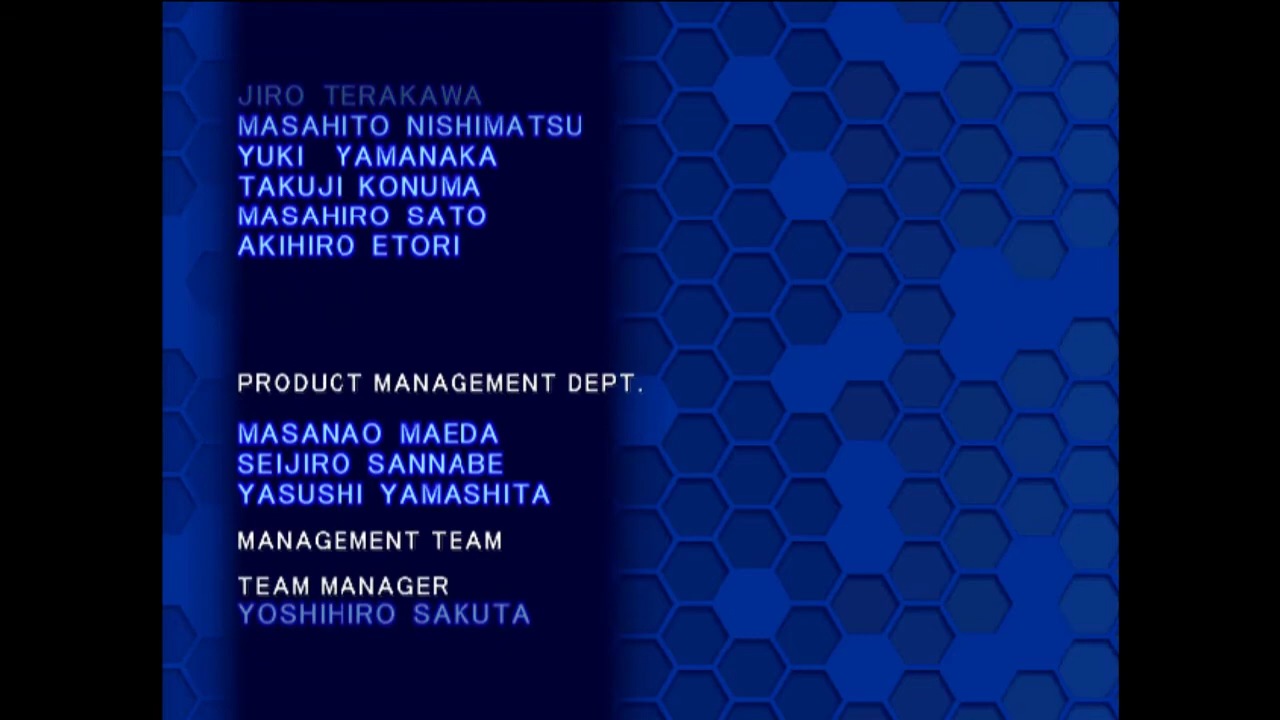 JIRO TERAKAWA
MASAHITO NISHIMATSU
YUKI YAMANAKA
TAKUJI KONUMA
MASAHIRO SATO
AKIHIRO ETORI
PRODUCT MANAGEMENT DEPT.
MASANAO MAEDA
SEIJIRO SANNABE
YASUSHI YAMASHITA
MANAGEMENT TEAM
TEAM MANAGER
YOSHIHIRO SAKUTA